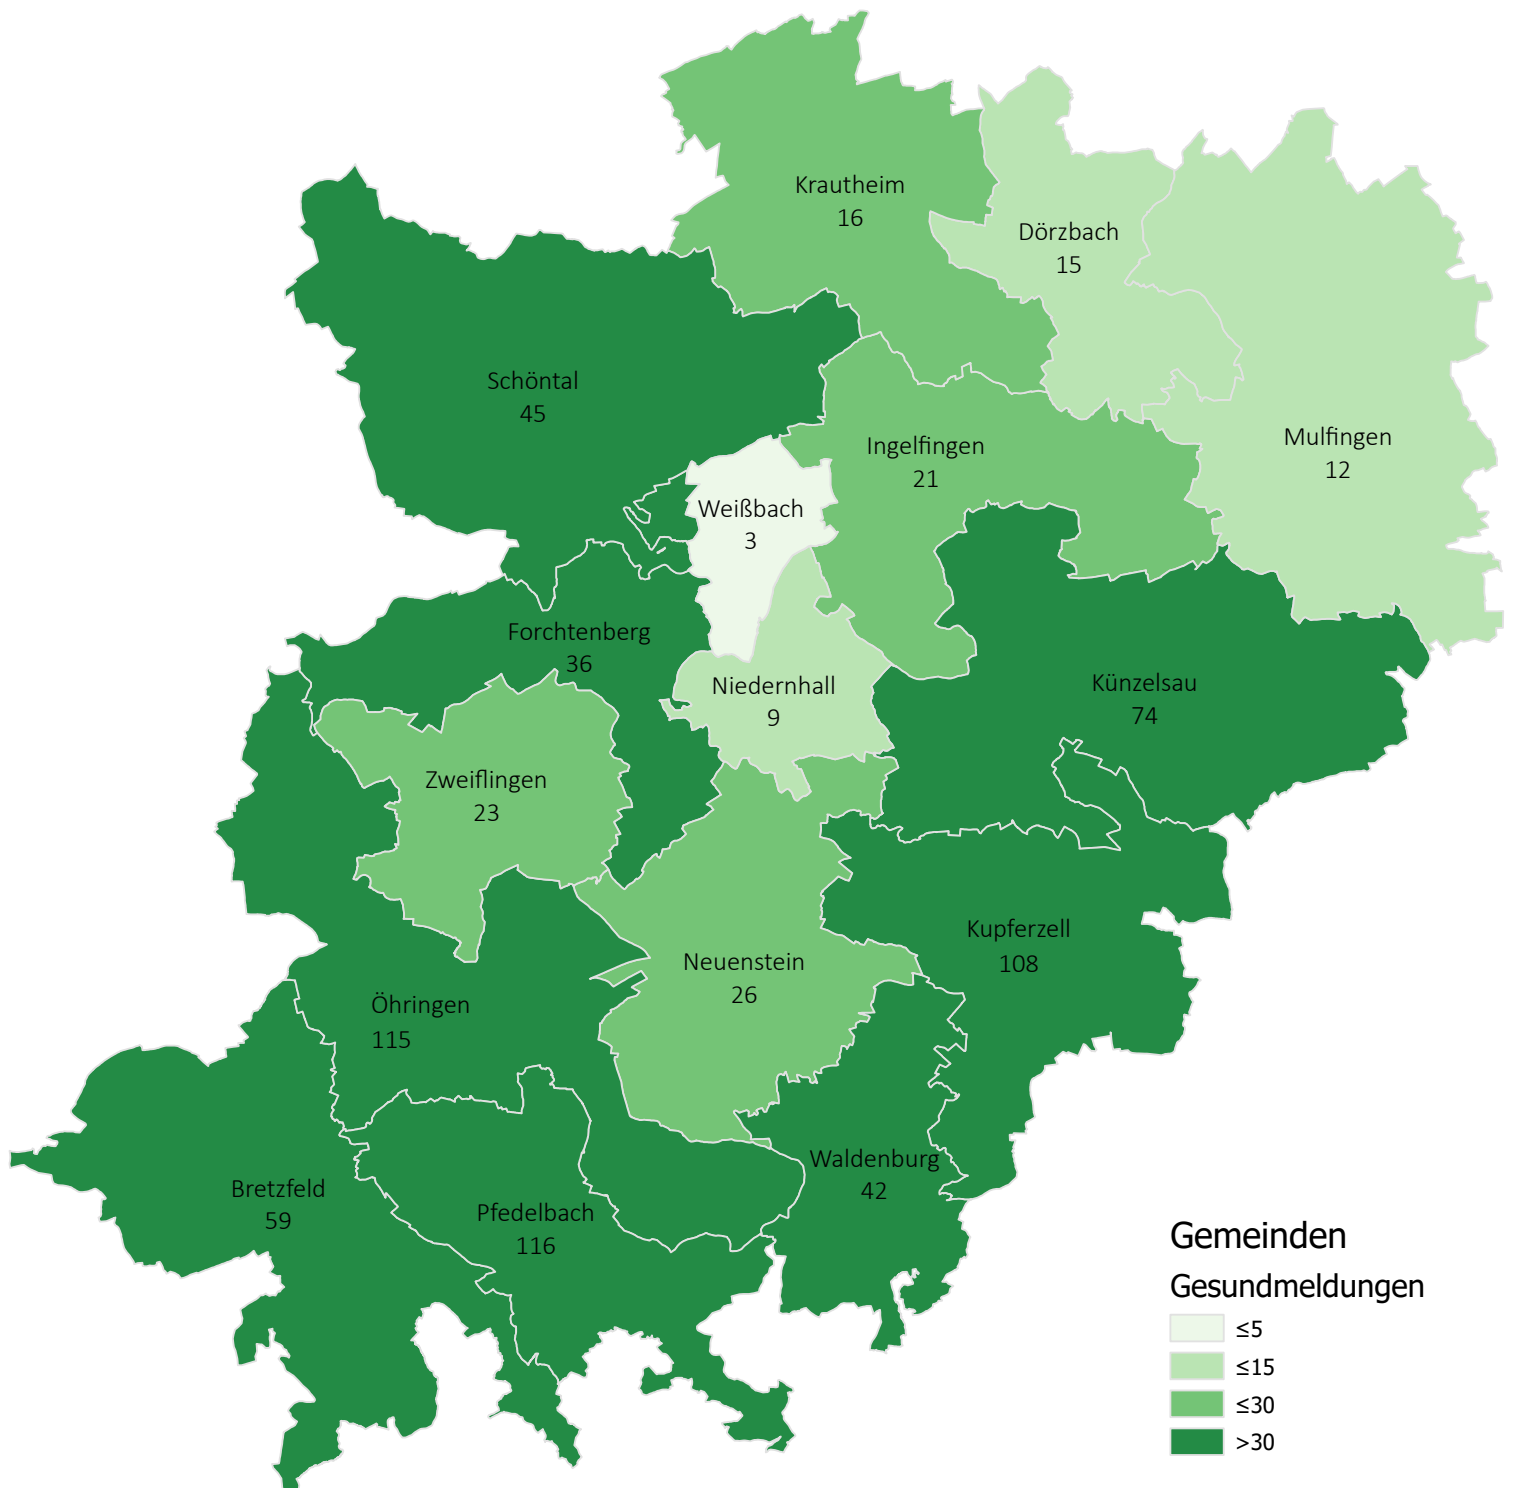 Krautheim
16
Dörzbach
15
Schöntal
45
Ingelfingen
21
Mulfingen
12
Weißbach
3
Forchtenberg
36
Niedernhall
9
Künzelsau
74
Zweiflingen
23
Kupferzell
108
Neuenstein
26
Öhringen
115
Waldenburg
42
Bretzfeld
59
Pfedelbach
116
Gemeinden
Gesundmeldungen
≤5
≤15
≤30
>30